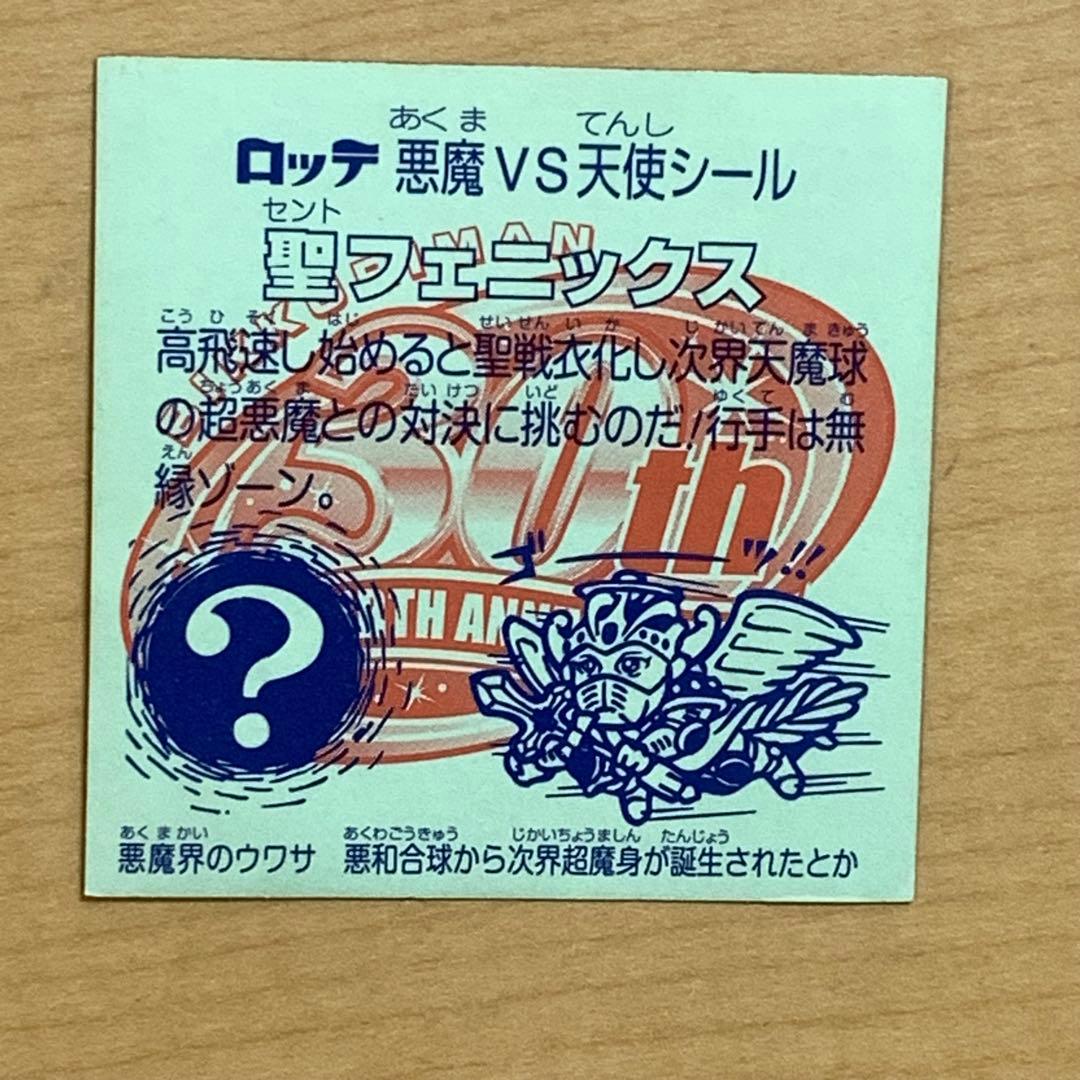 あくま てんし
ロッテ 悪魔VS天使シール
セント
聖フェニックス
こうひそく はじ せいせんいか じかいてんまきゅう
高飛速し始めると聖戦衣化し次界天魔球
ちょうあくま たいけつ いど ゆくて む
の超悪魔との対決に挑むのだ!行手は無
えん
縁ゾーン。
30th
TH AN
ゴーッ!!
?
あくまかい あくわごうきゅう じかいちょうましん たんじょう
悪魔界のウワサ 悪和合球から次界超魔身が誕生されたとか